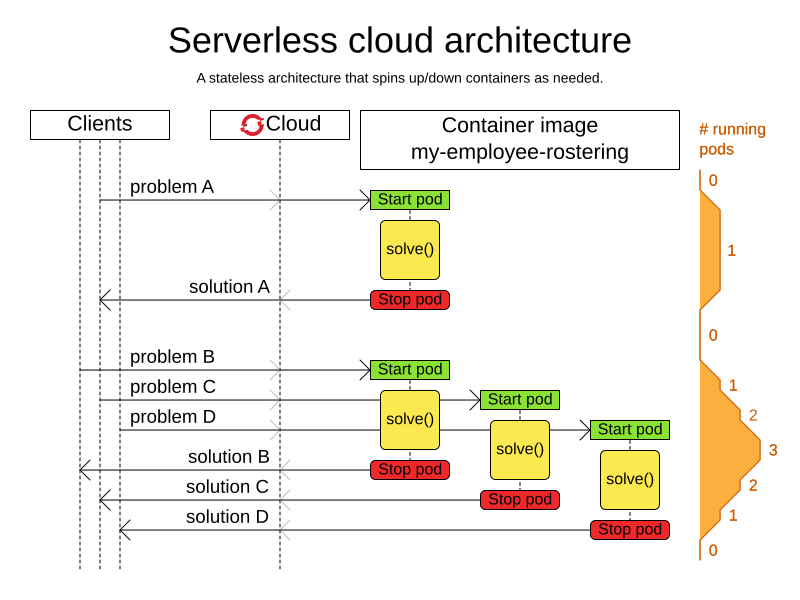 Serverless cloud architecture
A stateless architecture that spins up/down containers as needed.
Clients
Cloud
Container image
my-employee-rostering
# running
pods
0
problem A
Start pod
solve()
1
solution A
Stop pod
0
problem B
Start pod
problem C
Start pod
1
problem D
solve()
Start pod
2
solution B
Stop pod
solve()
3
solution C
Stop pod
solve()
2
solution D
Stop pod
1
0